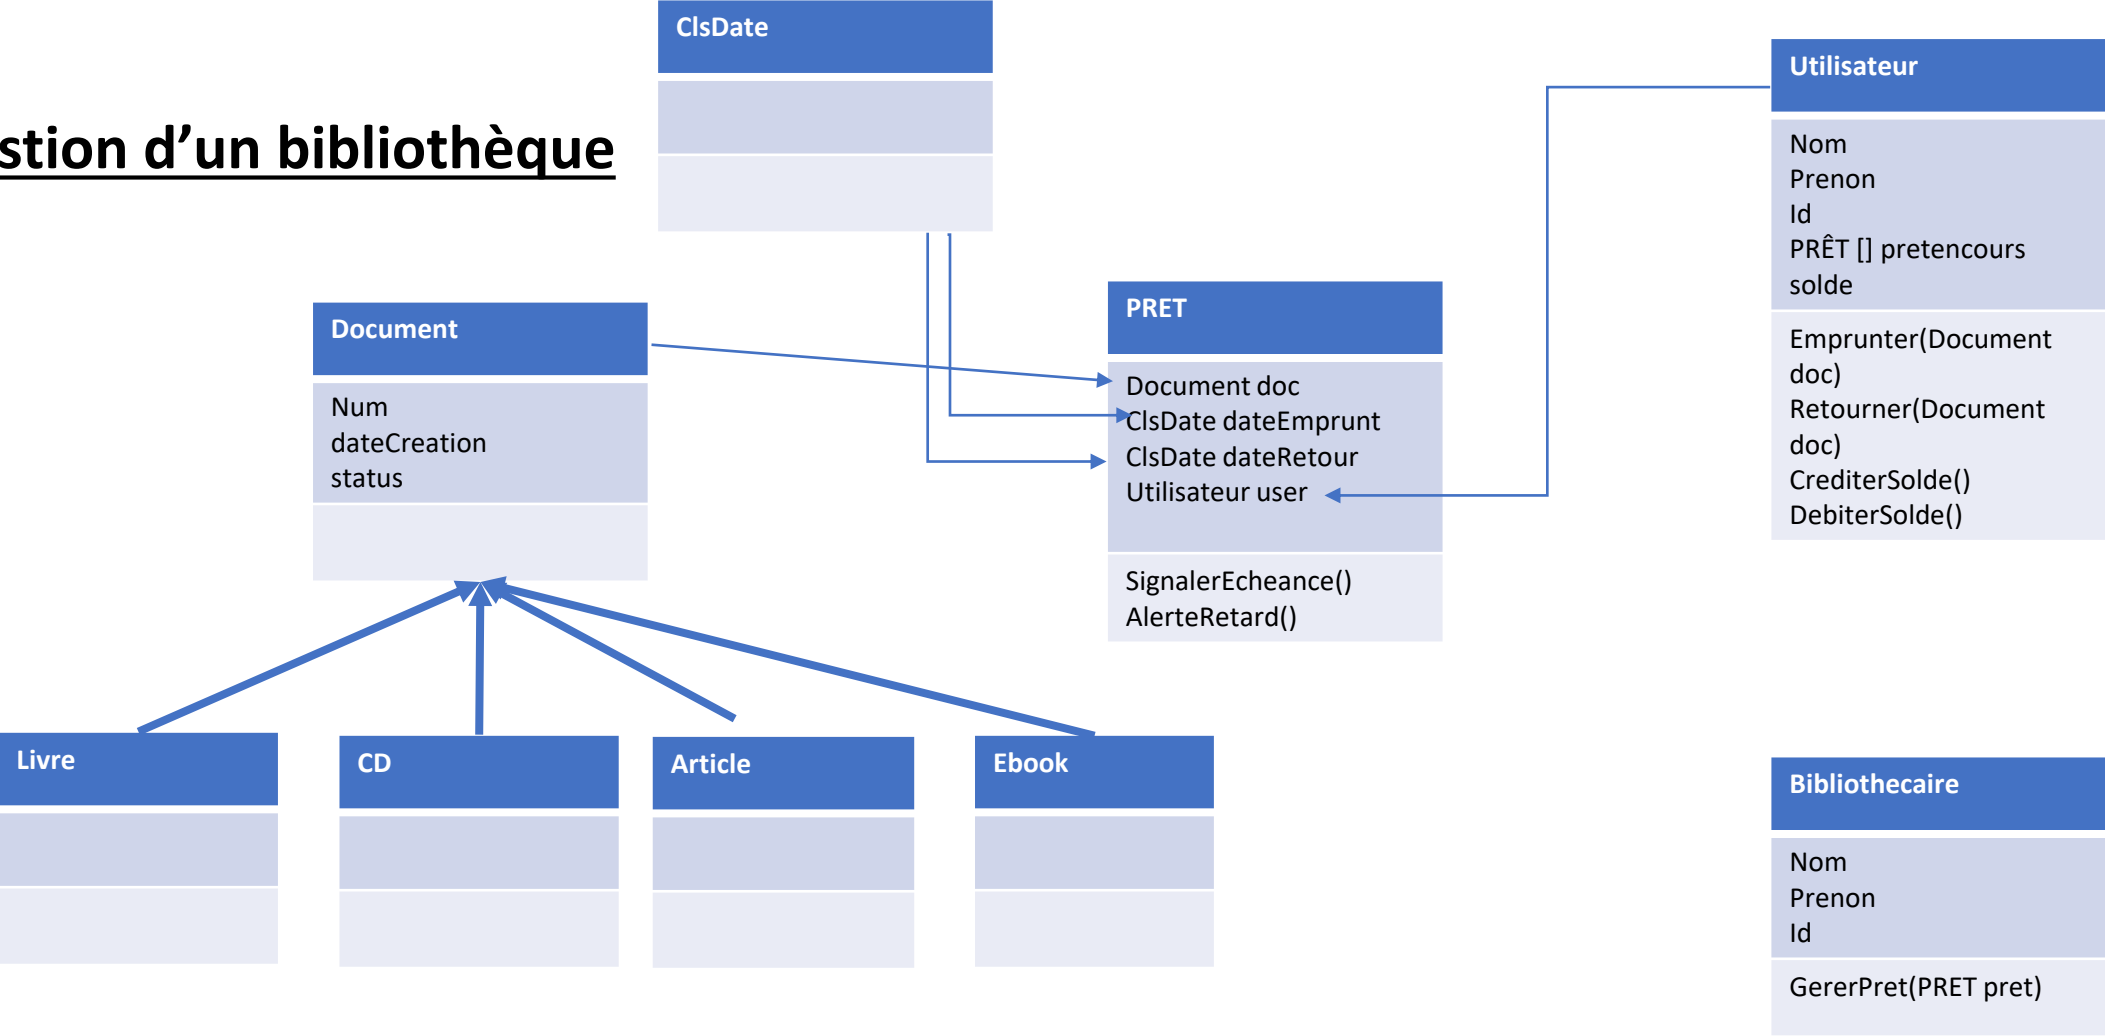 ClsDate
stion d'un bibliothèque
Utilisateur
Nom
Prenon
Id
PRÊT [] pretencours
solde
Emprunter(Document
doc)
Retourner(Document
doc)
CrediterSolde()
DebiterSolde()
Document
Num
dateCreation
status
PRET
Document doc
ClsDate dateEmprunt
ClsDate dateRetour
Utilisateur user
SignalerEcheance()
AlerteRetard()
Livre
CD
Article
Ebook
Bibliothecaire
Nom
Prenon
Id
GererPret(PRET pret)